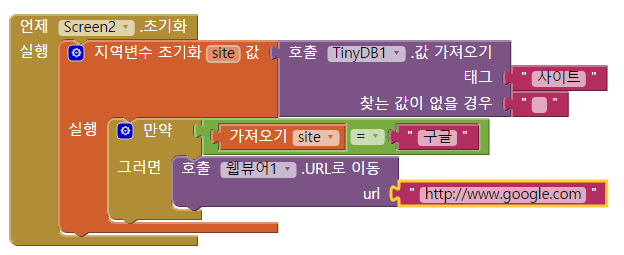 언제 Screen2 .초기화
실행 지역변수 초기화 site 값 호출 TinyDB1 .값 가져오기
태그 " 사이트 "
찾는 값이 없을 경우 " "
실행 만약 가져오기 site = " 구글 "
그러면 호출 웹뷰어1 .URL로 이동
url " http://www.google.com "